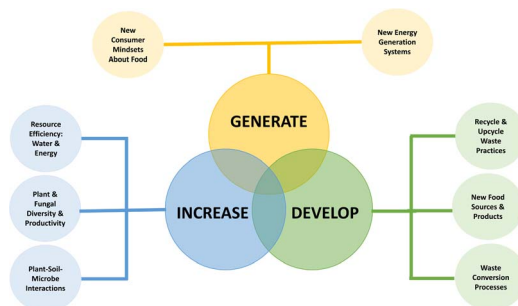 New
Consumer
Mindsets
About Food
New Energy
Generation
Systems
GENERATE
Resource
Efficiency:
Water &
Energy
Recycle &
Upcycle
Waste
Practices
Plant &
Fungal
Diversity &
Productivity
INCREASE
DEVELOP
New Food
Sources &
Products
Plant-Soil-
Microbe
Interactions
Waste
Conversion
Processes